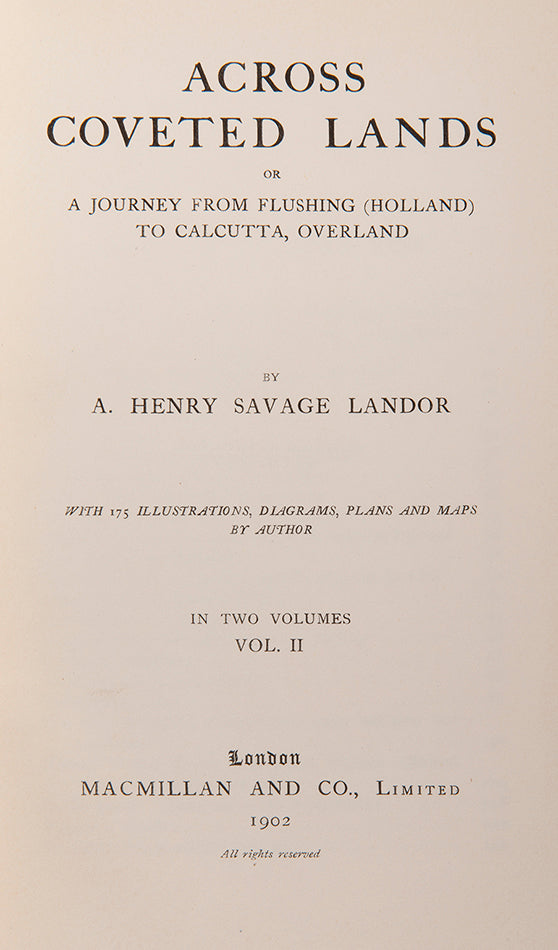 ACROSS
COVETED LANDS
OR
A JOURNEY FROM FLUSHING (HOLLAND)
TO CALCUTTA, OVERLAND
BY
A. HENRY SAVAGE LANDOR
WITH 175 ILLUSTRATIONS, DIAGRAMS, PLANS AND MAPS
BY AUTHOR
IN TWO VOLUMES
VOL. II
London
MACMILLAN AND CO., LIMITED
1902
All rights reserved